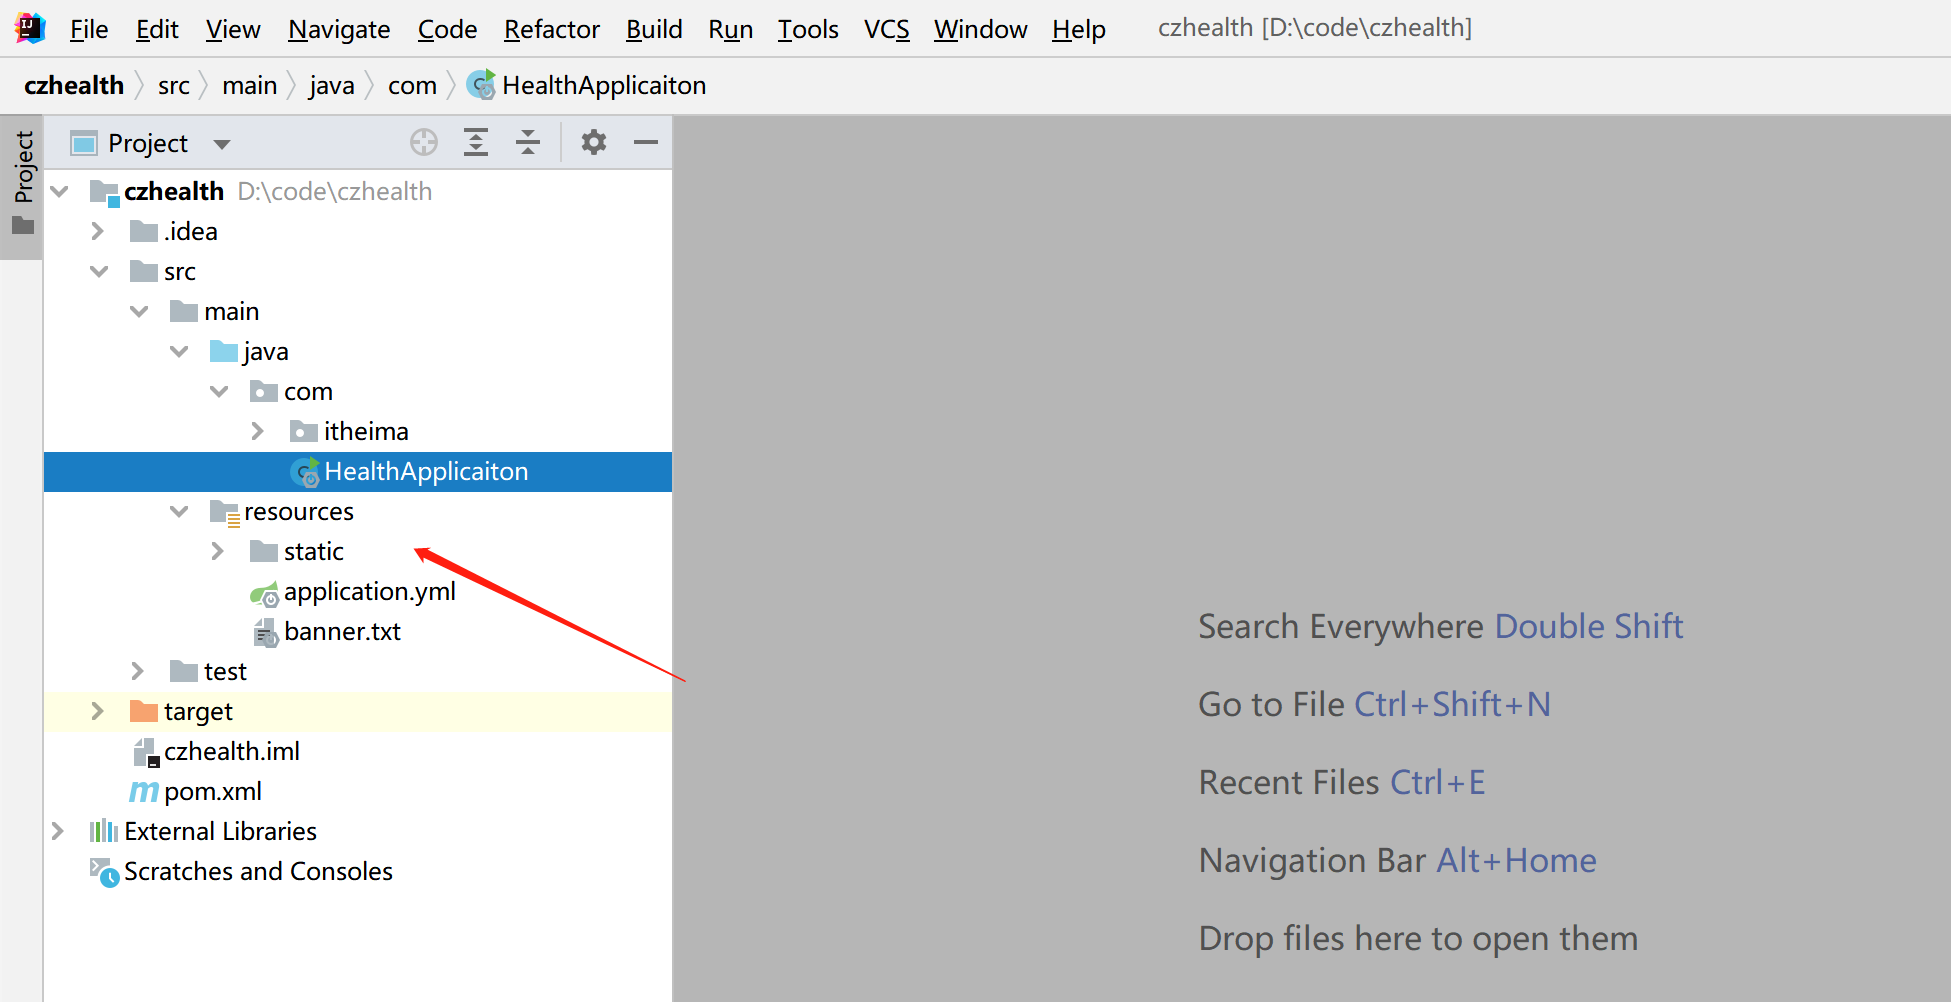 File Edit View Navigate Code Refactor Build Run Tools VCS Window Help czhealth [D:\code\czhealth]
czhealth src main java com HealthApplicaiton
Project
Project
czhealth D:\code\czhealth
.idea
src
main
java
com
itheima
HealthApplicaiton
resources
static
application.yml
banner.txt
test
target
czhealth.iml
pom.xml
External Libraries
Scratches and Consoles
Search Everywhere Double Shift
Go to File Ctrl+Shift+N
Recent Files Ctrl+E
Navigation Bar Alt+Home
Drop files here to open them